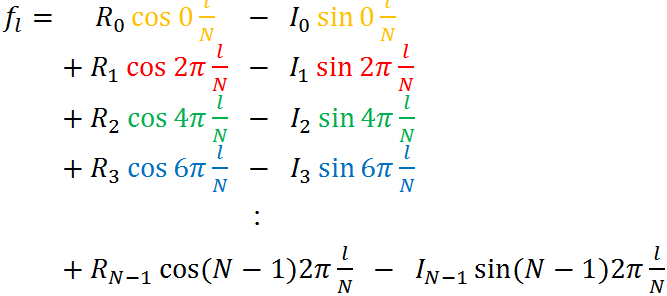 f_l = R_0 cos 0 l/N − I_0 sin 0 l/N
+ R_1 cos 2π l/N − I_1 sin 2π l/N
+ R_2 cos 4π l/N − I_2 sin 4π l/N
+ R_3 cos 6π l/N − I_3 sin 6π l/N
:
+ R_{N−1} cos(N − 1)2π l/N − I_{N−1} sin(N − 1)2π l/N